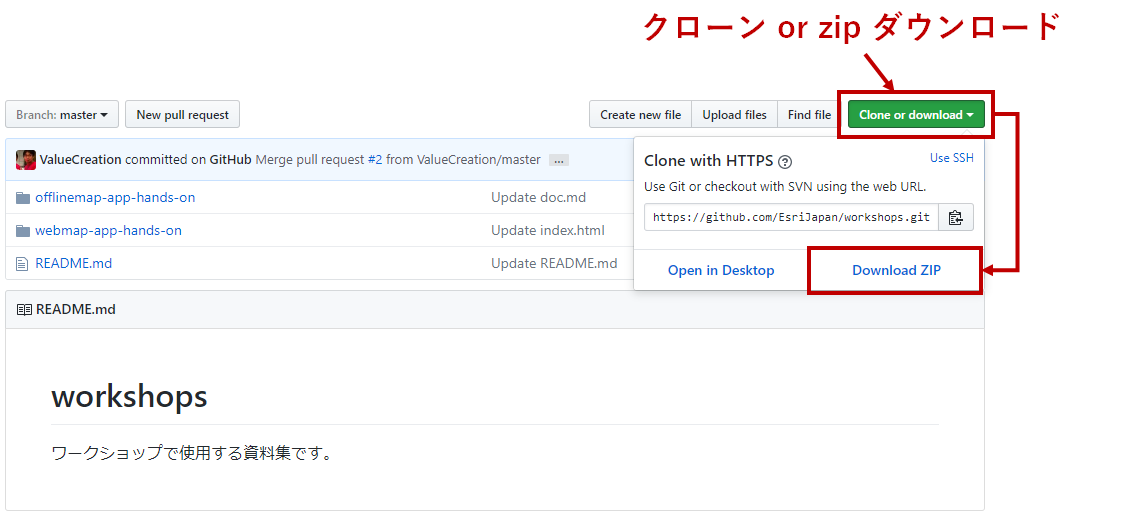 クローン or zip ダウンロード
Branch: master
New pull request
Create new file
Upload files
Find file
Clone or download
ValueCreation committed on GitHub Merge pull request #2 from ValueCreation/master ...
offlinemap-app-hands-on
Update doc.md
webmap-app-hands-on
Update index.html
README.md
Update README.md
Clone with HTTPS ?
Use SSH
Use Git or checkout with SVN using the web URL.
https://github.com/EsriJapan/workshops.git
Open in Desktop
Download ZIP
README.md
workshops
ワークショップで使用する資料集です。